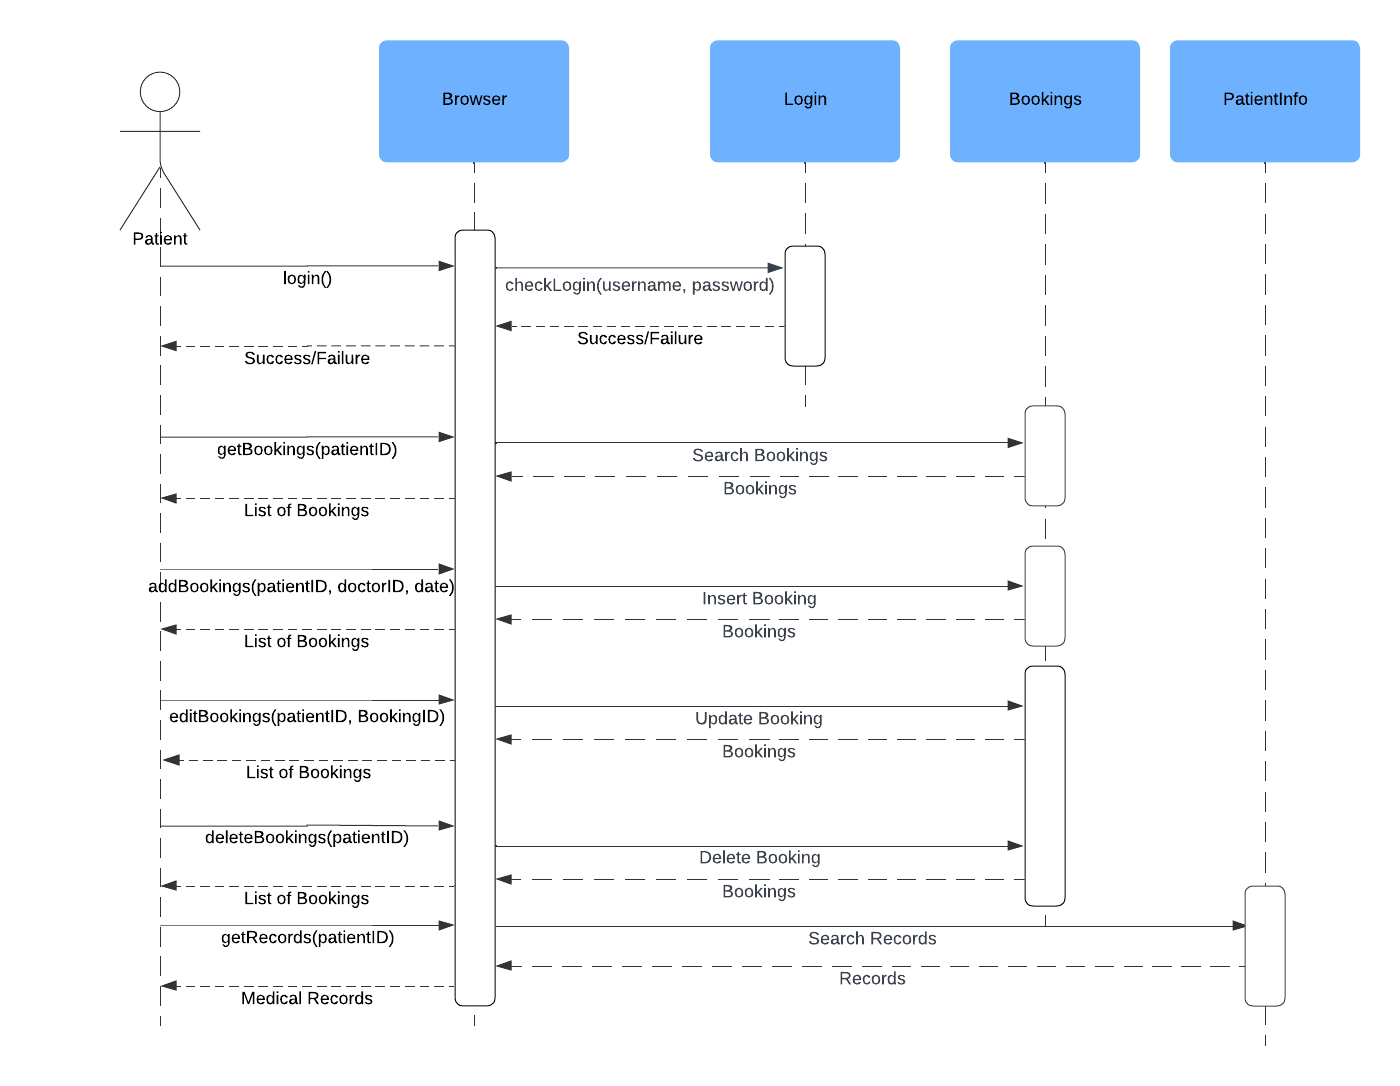 Browser
Login
Bookings
PatientInfo
Patient
login()
checkLogin(username, password)
Success/Failure
Success/Failure
getBookings(patientID)
Search Bookings
Bookings
List of Bookings
addBookings(patientID, doctorID, date)
Insert Booking
Bookings
List of Bookings
editBookings(patientID, BookingID)
Update Booking
Bookings
List of Bookings
deleteBookings(patientID)
Delete Booking
Bookings
List of Bookings
getRecords(patientID)
Search Records
Records
Medical Records